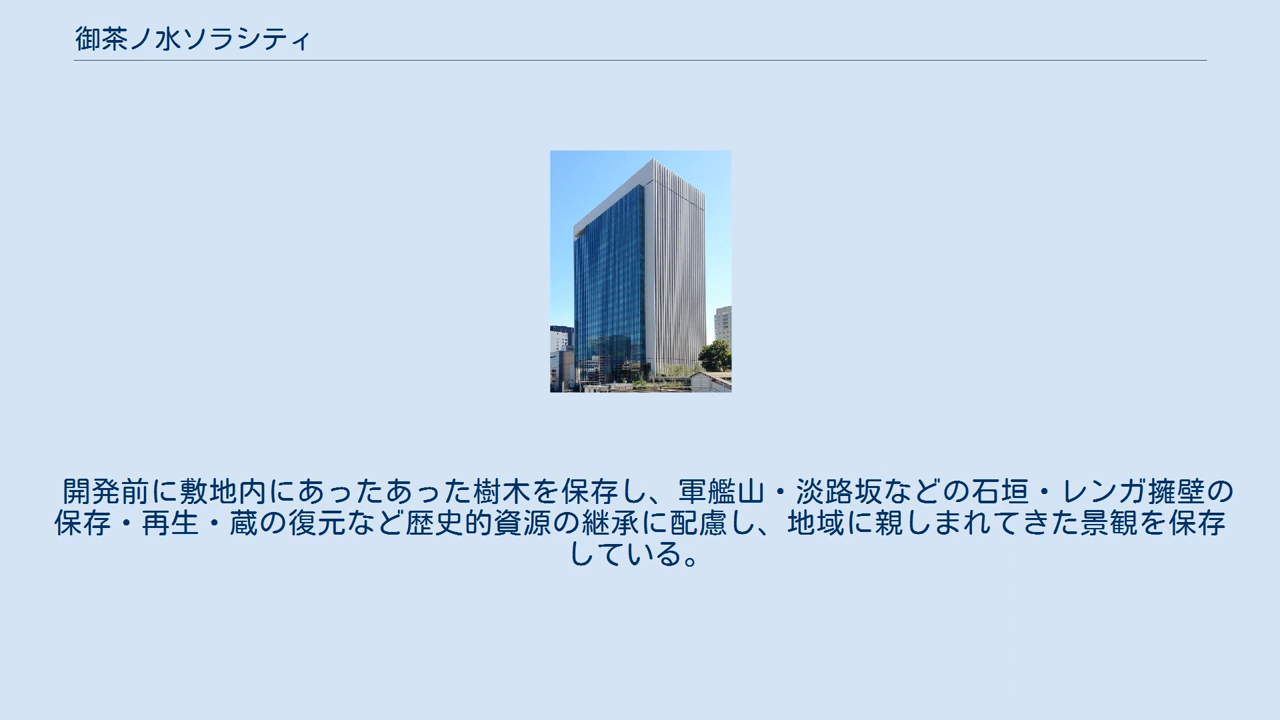 御茶ノ水ソラシティ
開発前に敷地内にあったあった樹木を保存し、軍艦山・淡路坂などの石垣・レンガ擁壁の
保存・再生・蔵の復元など歴史的資源の継承に配慮し、地域に親しまれてきた景観を保存
している。